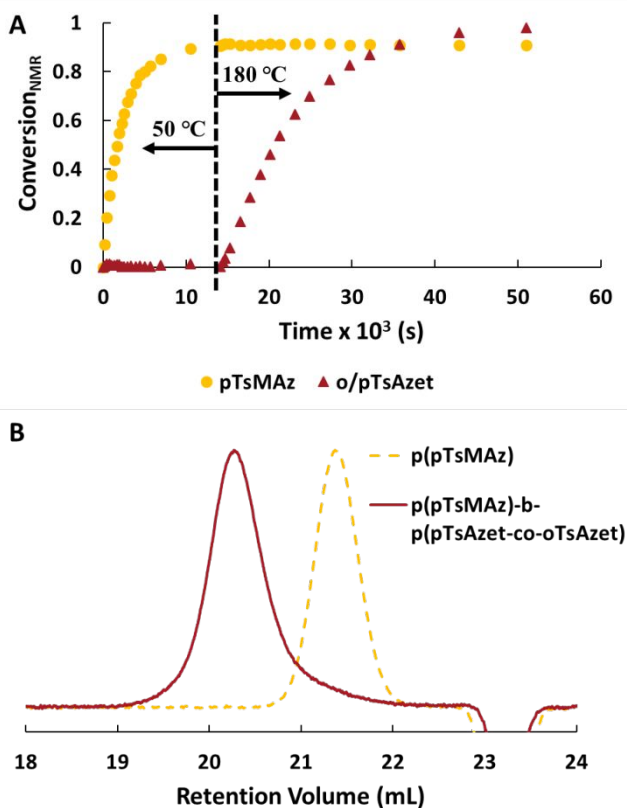 A
Conversion_NMR
1
0.8
0.6
0.4
0.2
0
180 °C
50 °C
0 10 20 30 40 50 60
Time x 10³ (s)
pTsMAz o/pTsAzet
B
p(pTsMAz)
p(pTsMAz)-b-
p(pTsAzet-co-oTsAzet)
18 19 20 21 22 23 24
Retention Volume (mL)